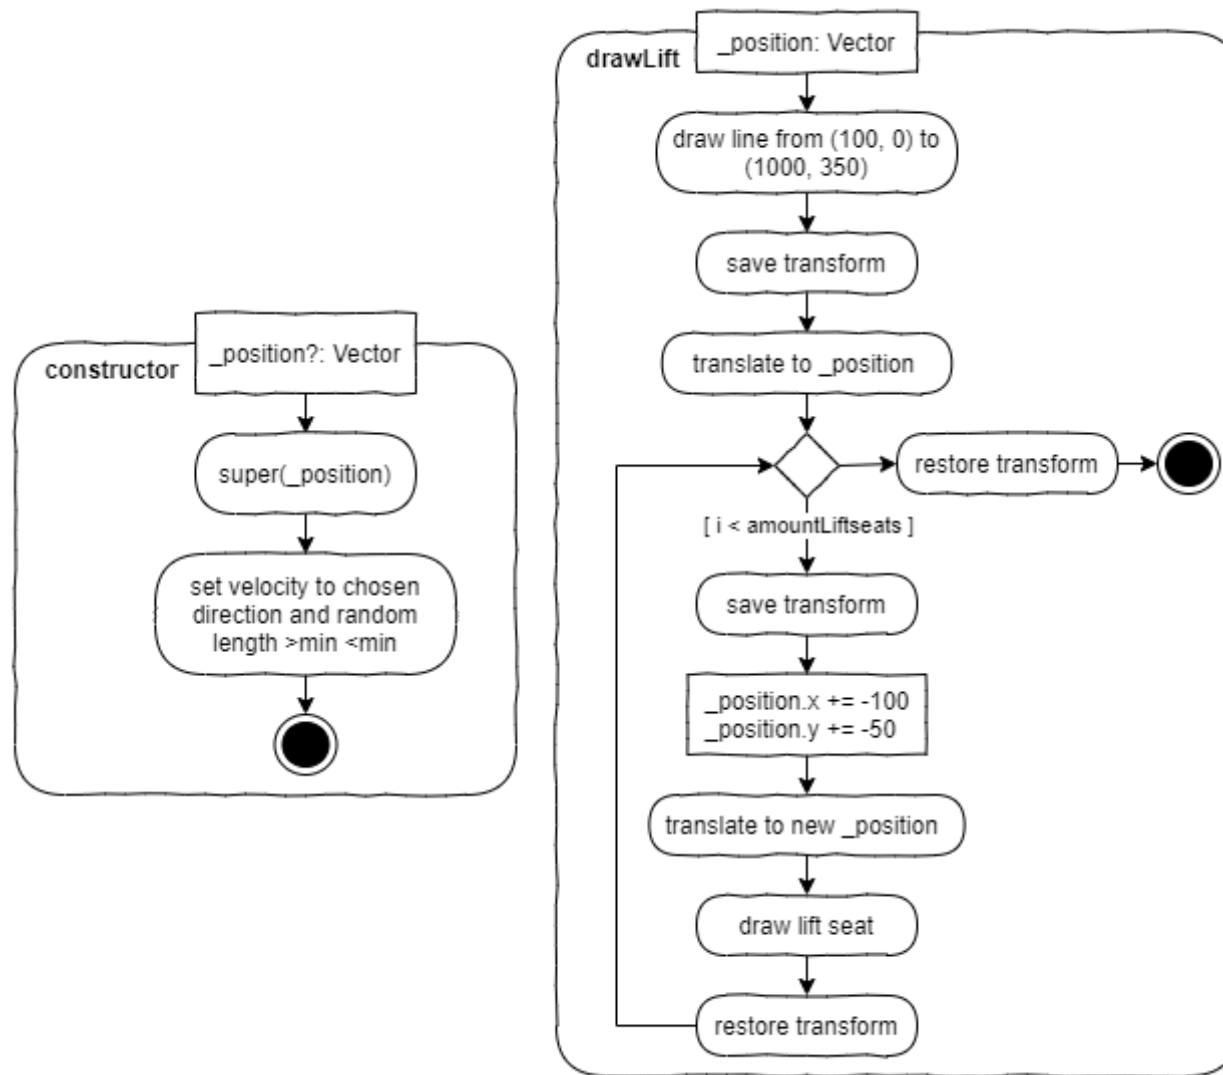 constructor
_position?: Vector
super(_position)
set velocity to chosen
direction and random
length >min <min
drawLift
_position: Vector
draw line from (100, 0) to
(1000, 350)
save transform
translate to _position
restore transform
[ i < amountLiftseats ]
save transform
_position.x += -100
_position.y += -50
translate to new _position
draw lift seat
restore transform